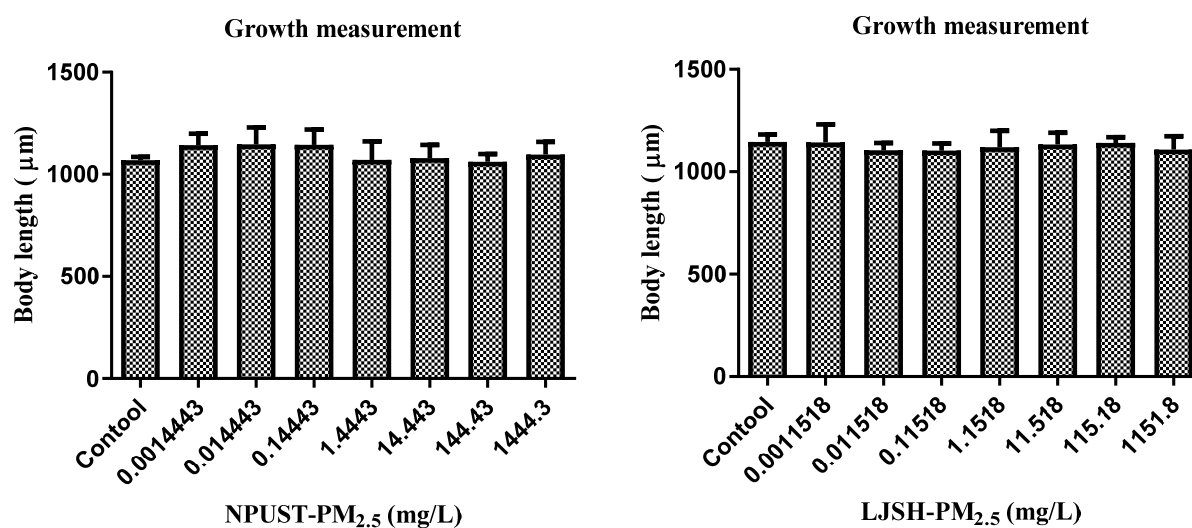 Growth measurement
Body length ( μm)
1500
1000
500
0
Contool
0.0014443
0.014443
0.14443
1.4443
14.443
144.43
1444.3
NPUST-PM2.5 (mg/L)
Growth measurement
Body length ( μm)
1500
1000
500
0
Contool
0.0011518
0.011518
0.11518
1.1518
11.518
115.18
1151.8
LJSH-PM2.5 (mg/L)